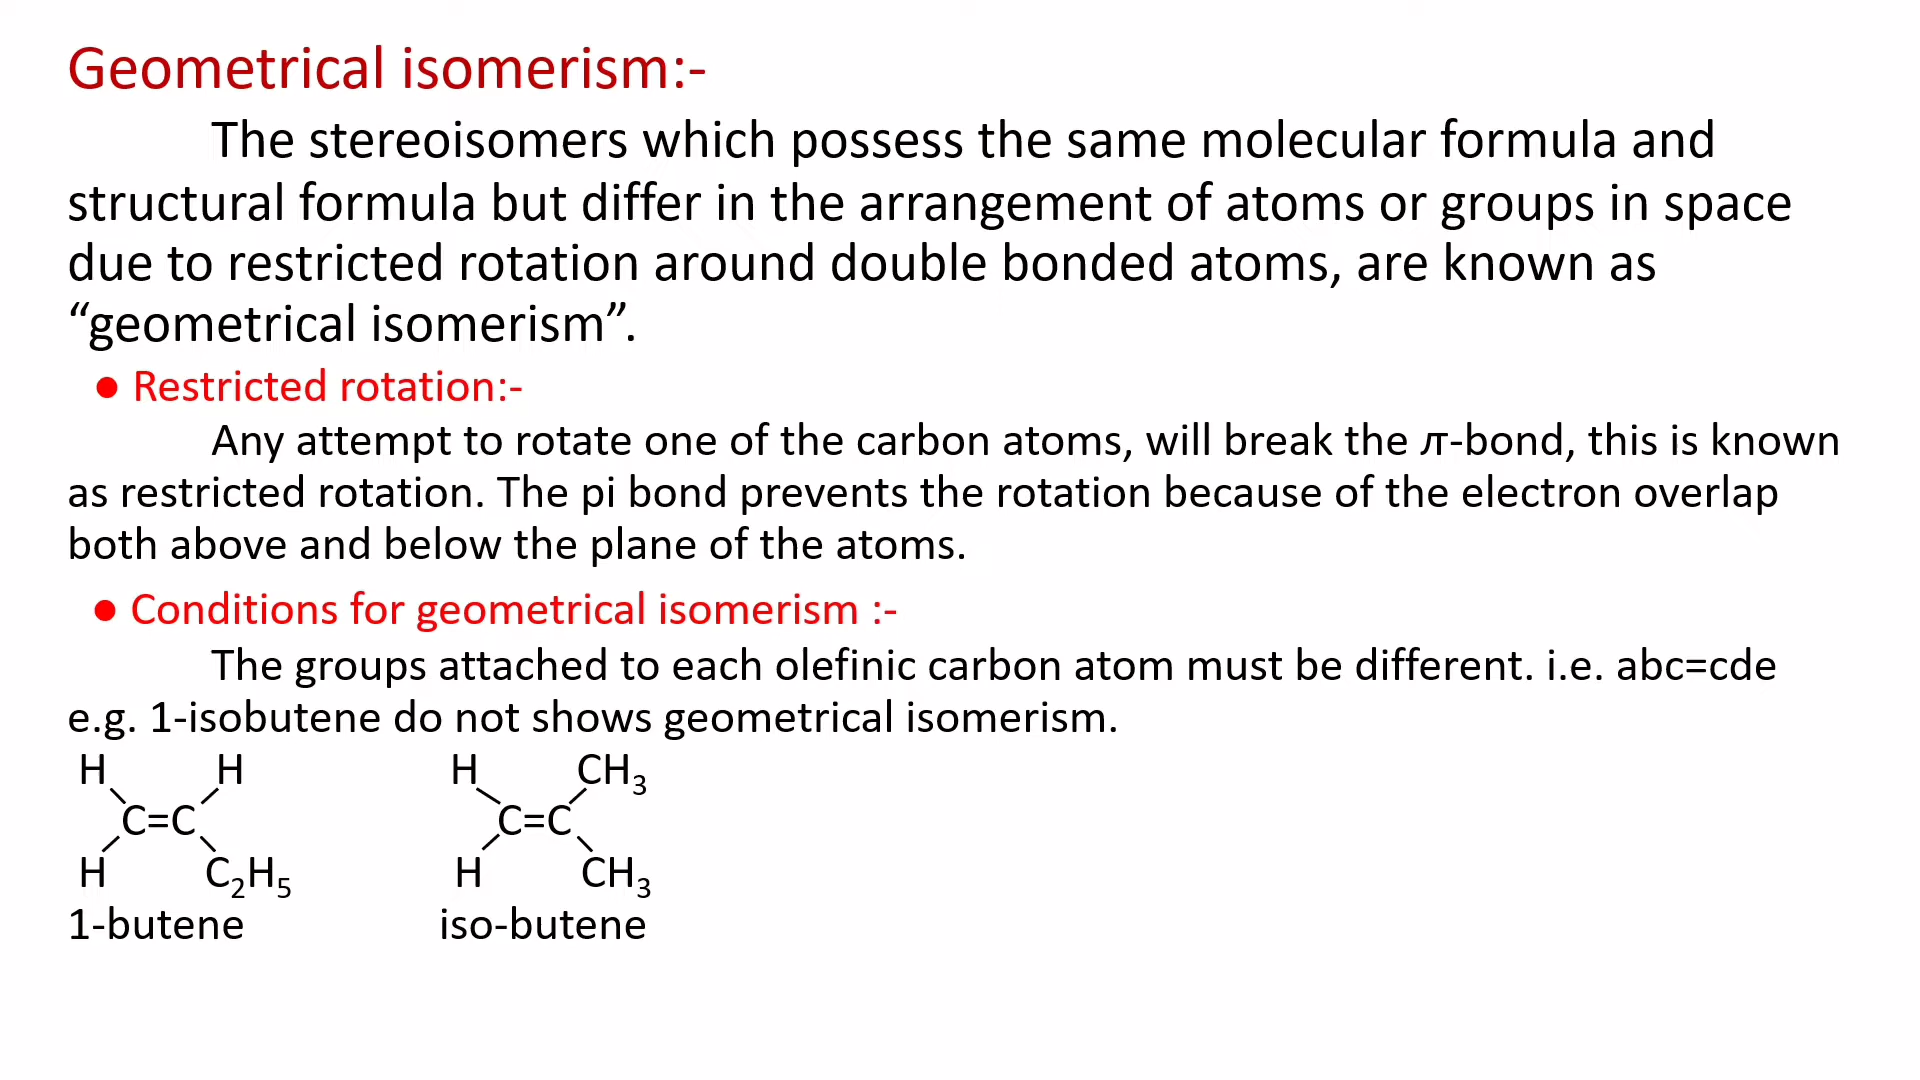 Geometrical isomerism:-
The stereoisomers which possess the same molecular formula and
structural formula but differ in the arrangement of atoms or groups in space
due to restricted rotation around double bonded atoms, are known as
“geometrical isomerism”.
● Restricted rotation:-
Any attempt to rotate one of the carbon atoms, will break the л-bond, this is known
as restricted rotation. The pi bond prevents the rotation because of the electron overlap
both above and below the plane of the atoms.
● Conditions for geometrical isomerism :-
The groups attached to each olefinic carbon atom must be different. i.e. abc=cde
e.g. 1-isobutene do not shows geometrical isomerism.
H H H CH₃
C=C C=C
H C₂H₅ H CH₃
1-butene iso-butene